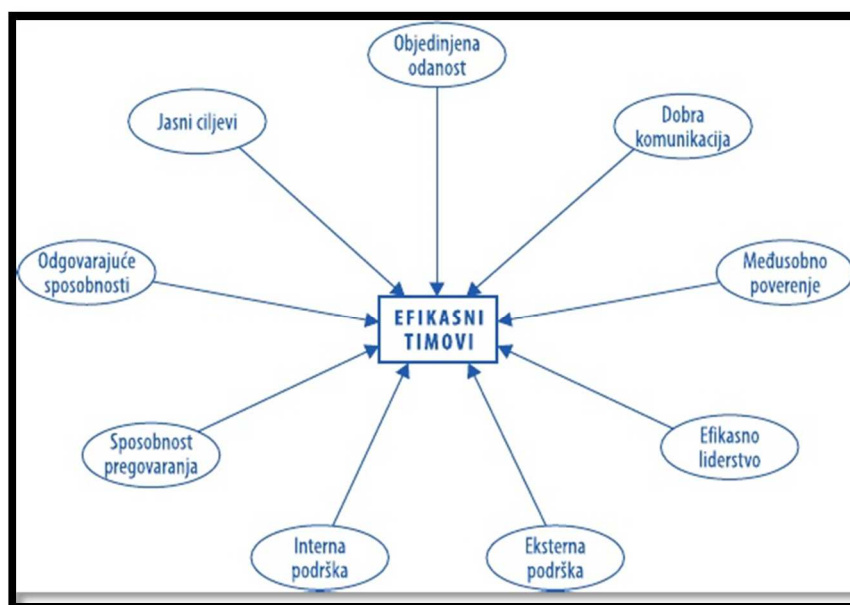 Objedinjena
odanost
Jasni ciljevi
Dobra
komunikacija
Odgovarajuće
sposobnosti
Međusobno
poverenje
EFIKASNI
TIMOVI
Sposobnost
pregovaranja
Efikasno
liderstvo
Interna
podrška
Eksterna
podrška